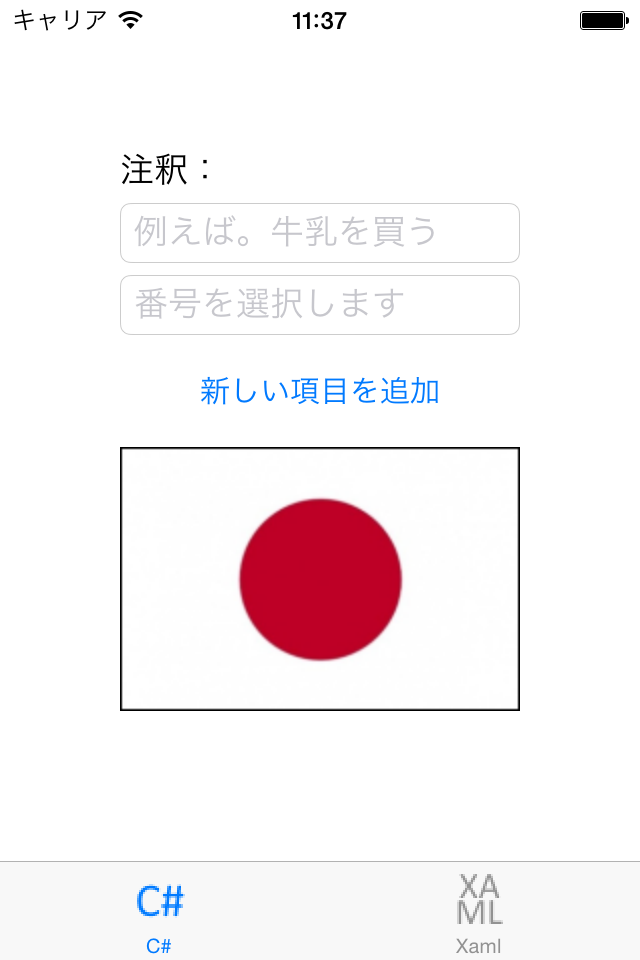 キャリア 11:37
注釈：
例えば。牛乳を買う
番号を選択します
新しい項目を追加
C# XA
ML
C# Xaml